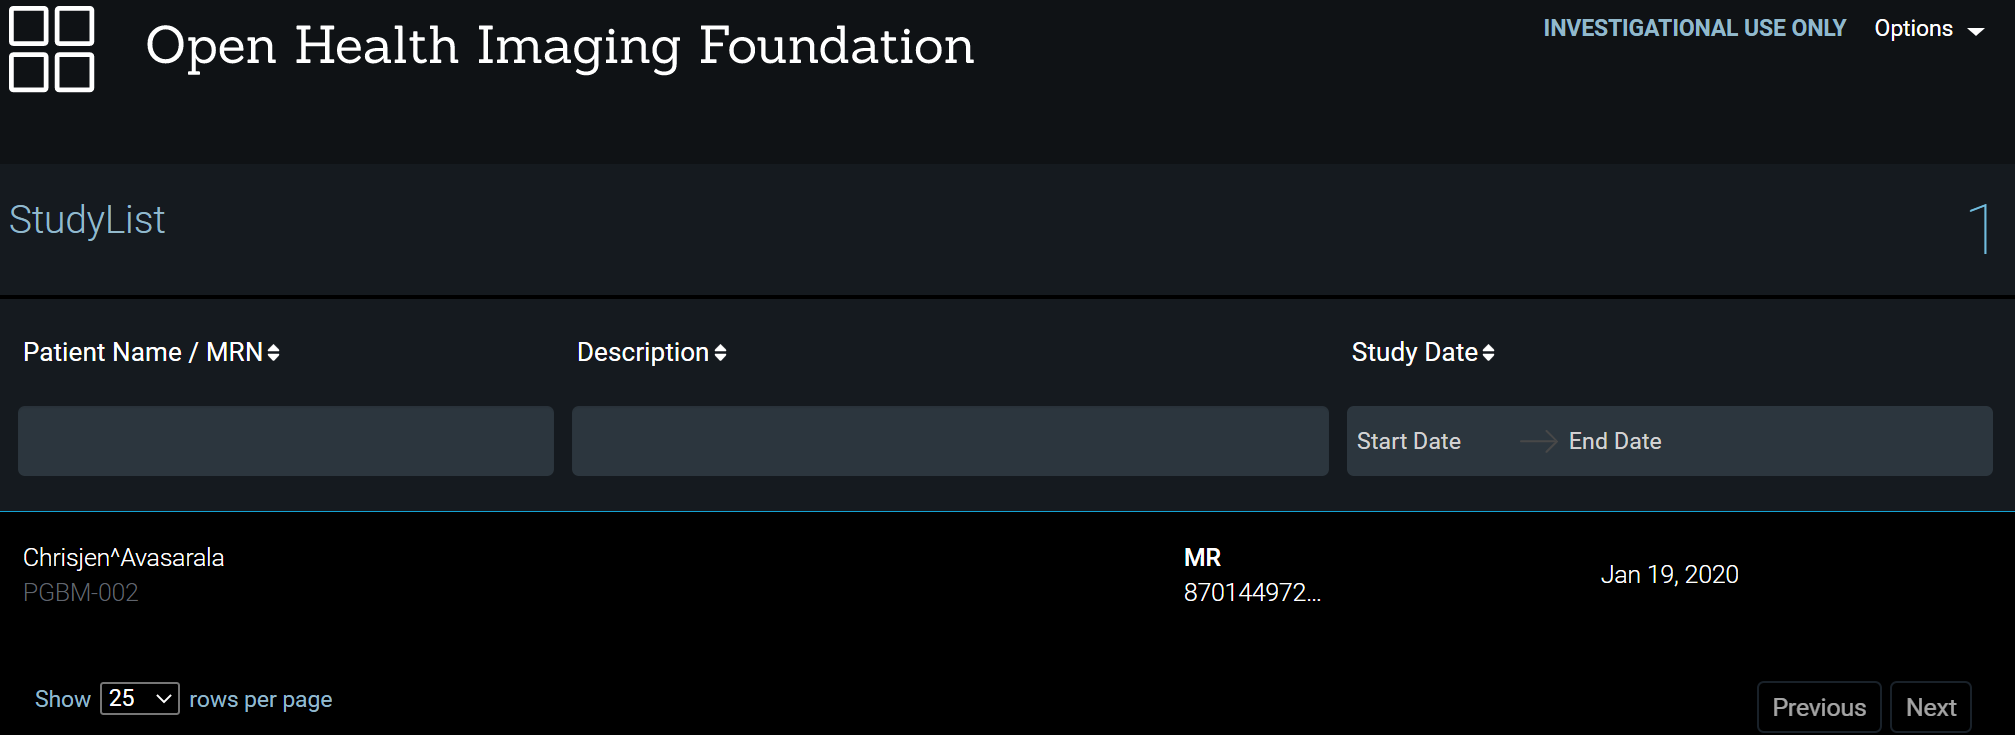 Open Health Imaging Foundation
INVESTIGATIONAL USE ONLY Options
StudyList
1
Patient Name / MRN Description Study Date
Start Date End Date
Chrisjen^Avasarala
PGBM-002
MR
870144972...
Jan 19, 2020
Show 25 rows per page
Previous Next